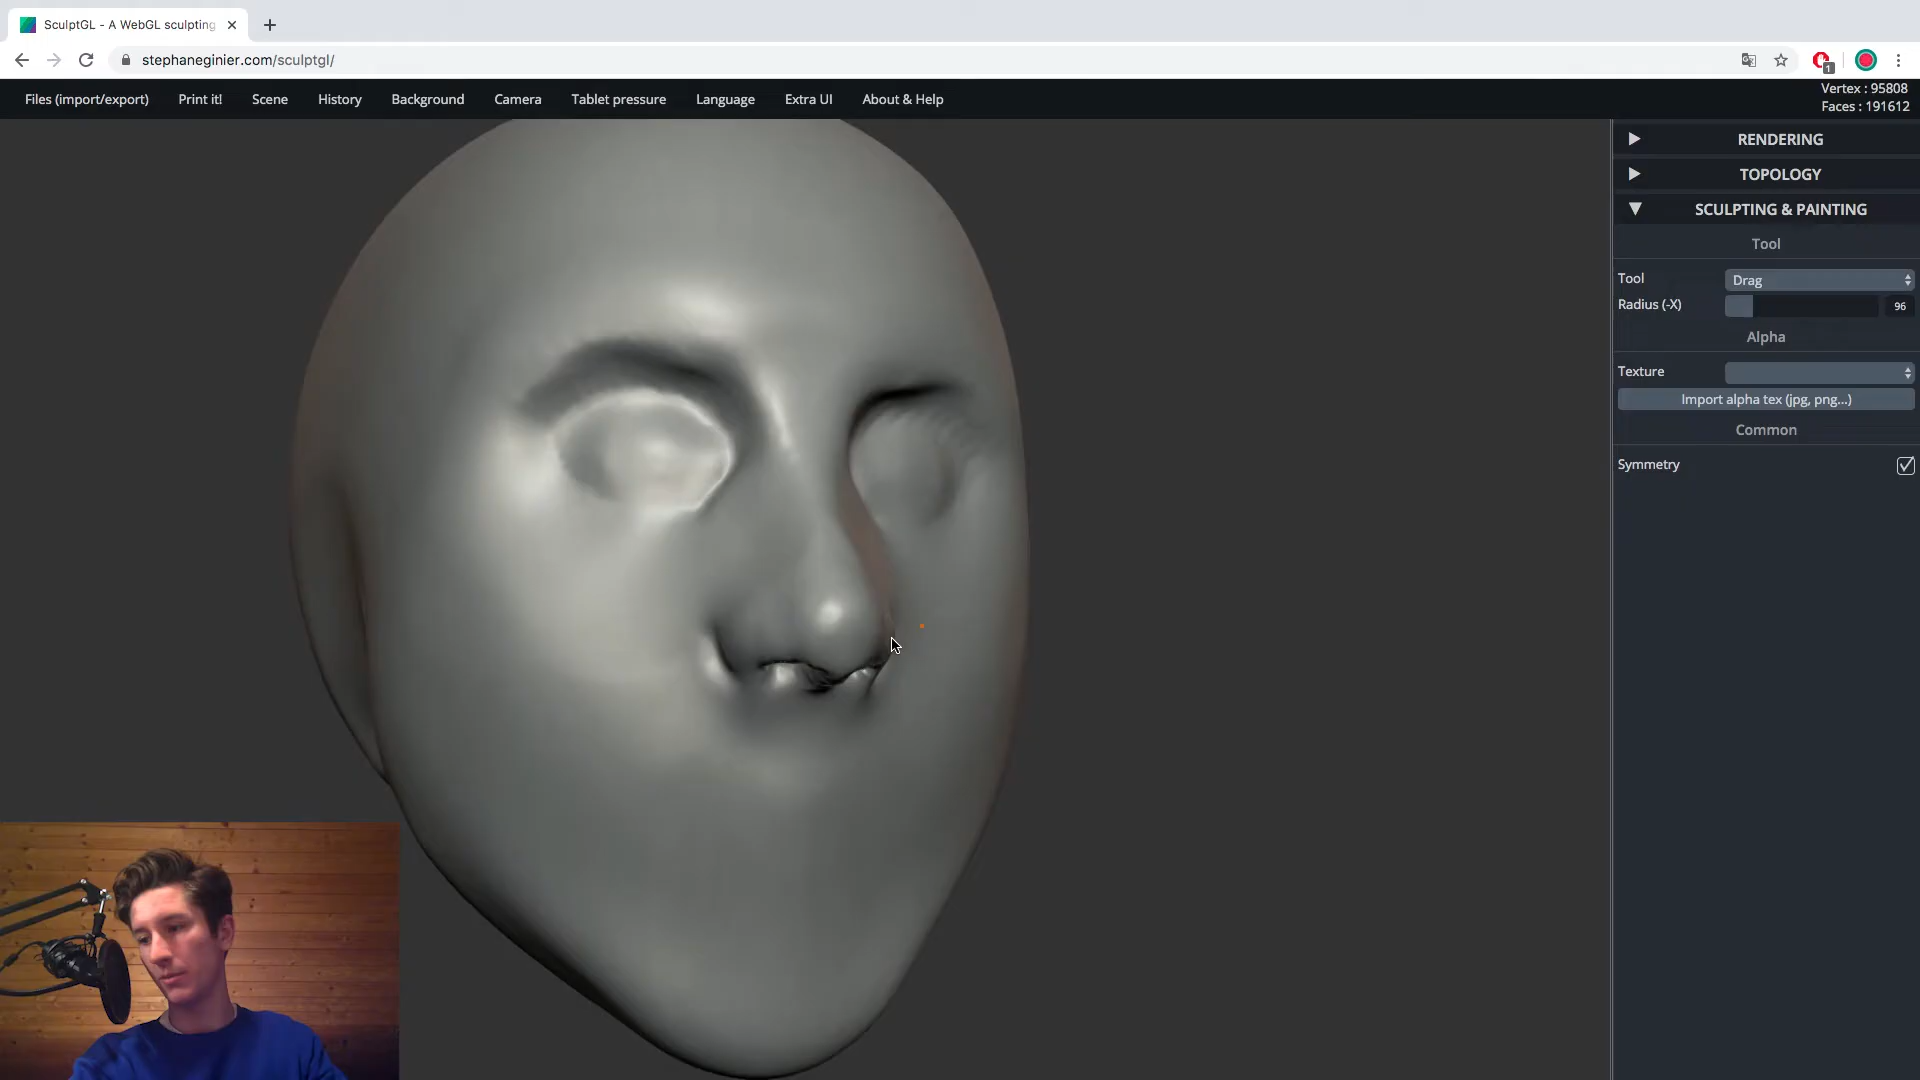 SculptGL - A WebGL sculpting
stephaneginier.com/sculptgl/
1
Files (import/export) Print it! Scene History Background Camera Tablet pressure Language Extra UI About & Help
Vertex : 95808
Faces : 191612
RENDERING
TOPOLOGY
SCULPTING & PAINTING
Tool
Tool Drag
Radius (-X) 96
Alpha
Texture
Import alpha tex (jpg, png...)
Common
Symmetry